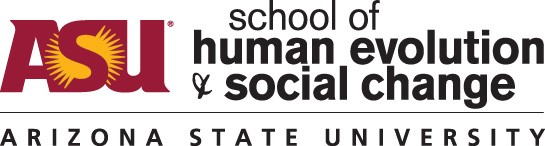 ASU®
school of
human evolution
& social change
ARIZONA STATE UNIVERSITY